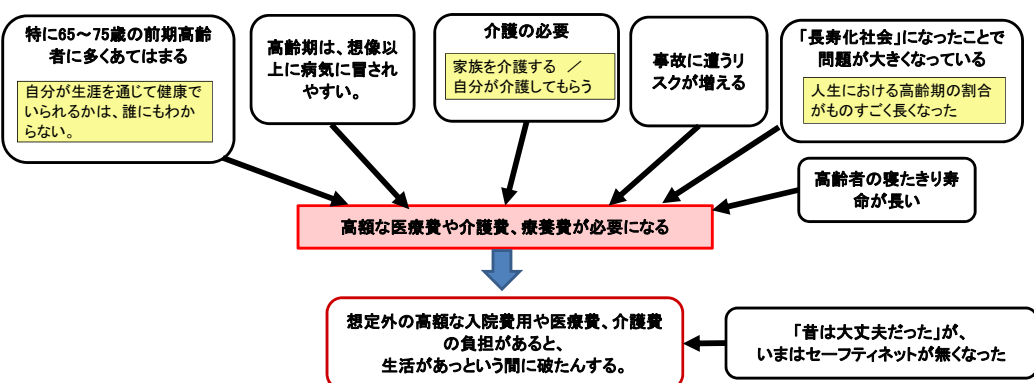 特に65～75歳の前期高齢
者に多くあてはまる
自分が生涯を通じて健康で
いられるかは、誰にもわか
らない。
高齢期は、想像以
上に病気に冒され
やすい。
介護の必要
家族を介護する　／
自分が介護してもらう
事故に遭うリ
スクが増える
「長寿化社会」になったことで
問題が大きくなっている
人生における高齢期の割合
がものすごく長くなった
高齢者の寝たきり寿
命が長い
高額な医療費や介護費、療養費が必要になる
想定外の高額な入院費用や医療費、介護費
の負担があると、
生活があっという間に破たんする。
「昔は大丈夫だった」が、
いまはセーフティネットが無くなった